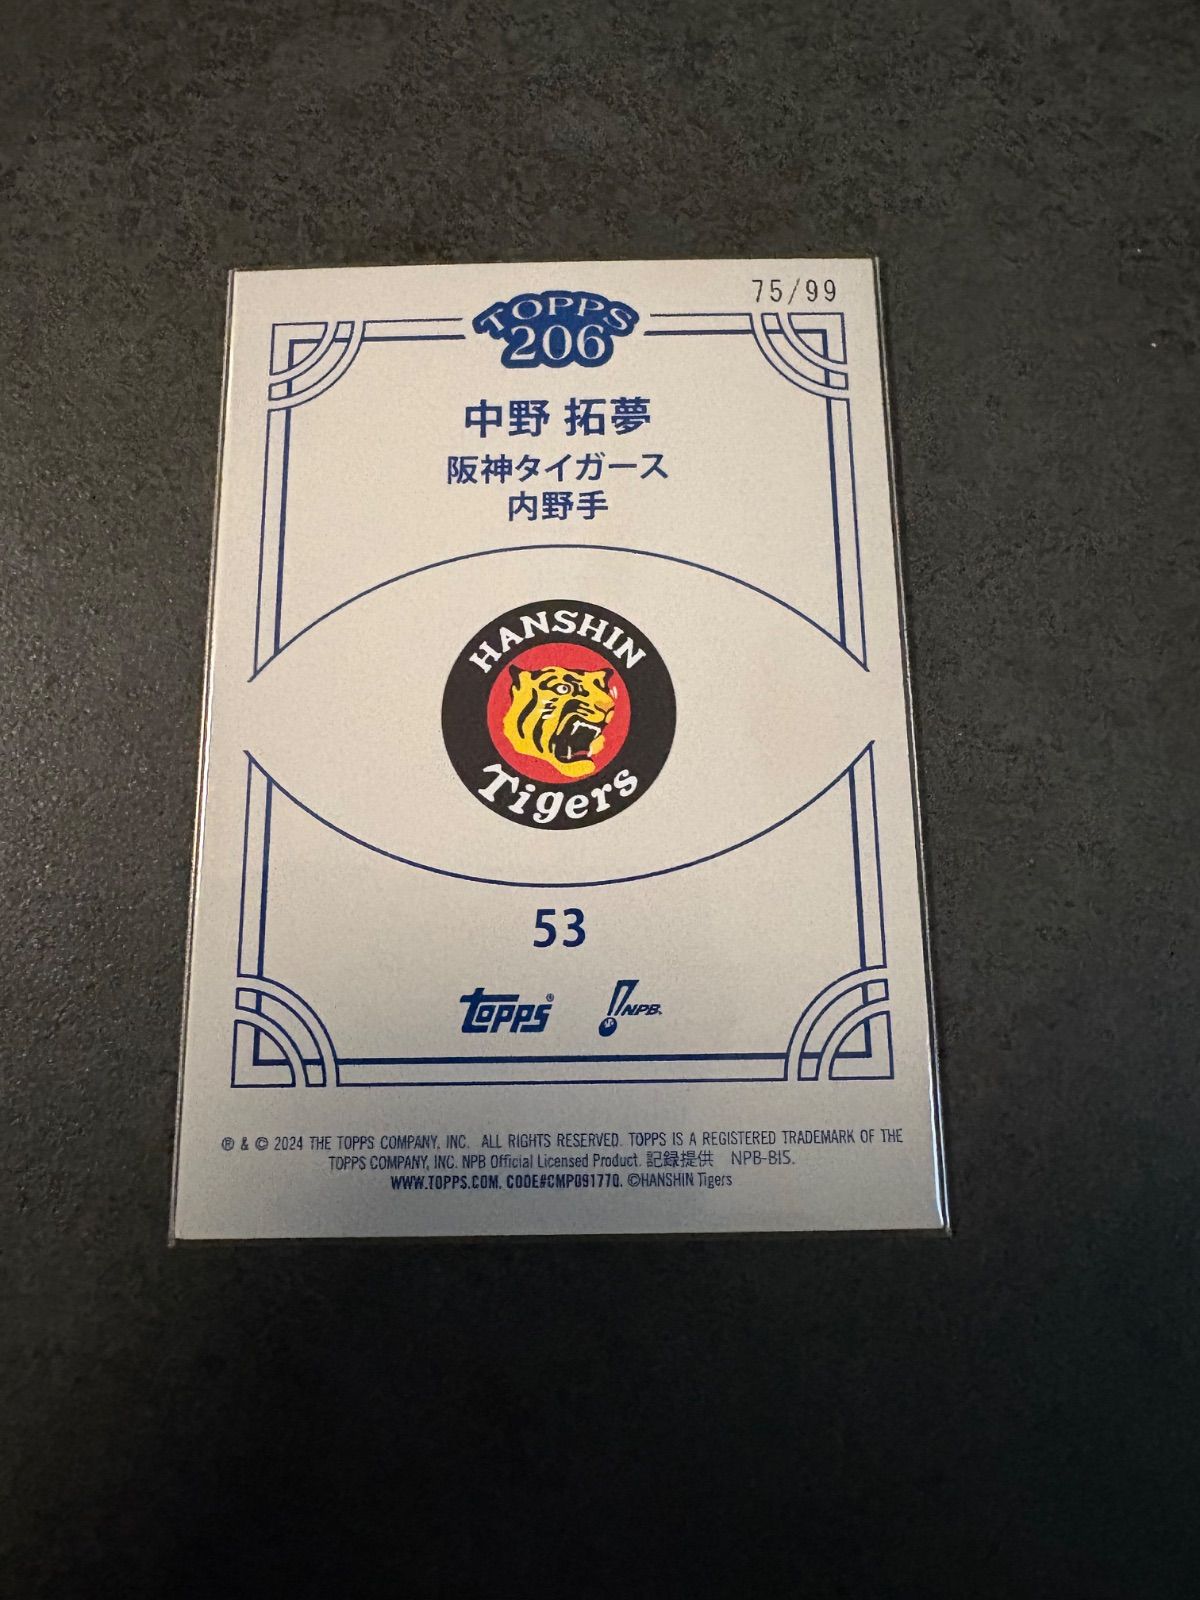 75/99
TOPPS
206
中野 拓夢
阪神タイガース
内野手
HANSHIN
Tigers
53
topps® NPB®
® & © 2024 THE TOPPS COMPANY, INC. ALL RIGHTS RESERVED. TOPPS IS A REGISTERED TRADEMARK OF THE
TOPPS COMPANY, INC. NPB Official Licensed Product. 記録提供 NPB-BIS.
WWW.TOPPS.COM. CODE#CMP091770. ©HANSHIN Tigers